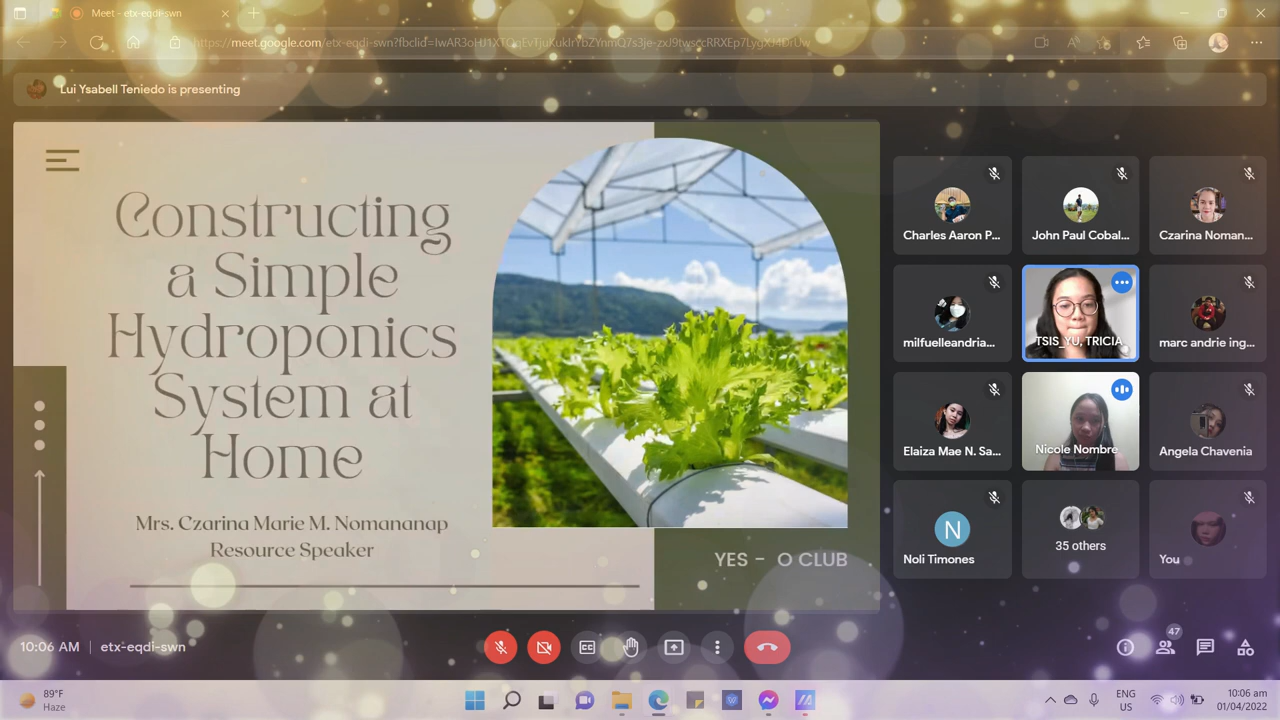 Meet - etx-eqdi-swn
https://meet.google.com/etx-eqdi-swn?fbclid=
Lui Ysabell Teniedo is presenting
Constructing
a Simple
Hydroponics
System at
Home
Mrs. Czarina Marie M. Nomananap
Resource Speaker
YES - O CLUB
Charles Aaron P...
John Paul Cobal...
Czarina Noman...
milfuelleandria...
TSIS_YU, TRICIA
marc andrie ing...
Elaiza Mae N. Sa...
Nicole Nombre
Angela Chavenia
N
Noli Timones
35 others
You
10:06 AM | etx-eqdi-swn
47
89°F
Haze
ENG
US
10:06 am
01/04/2022